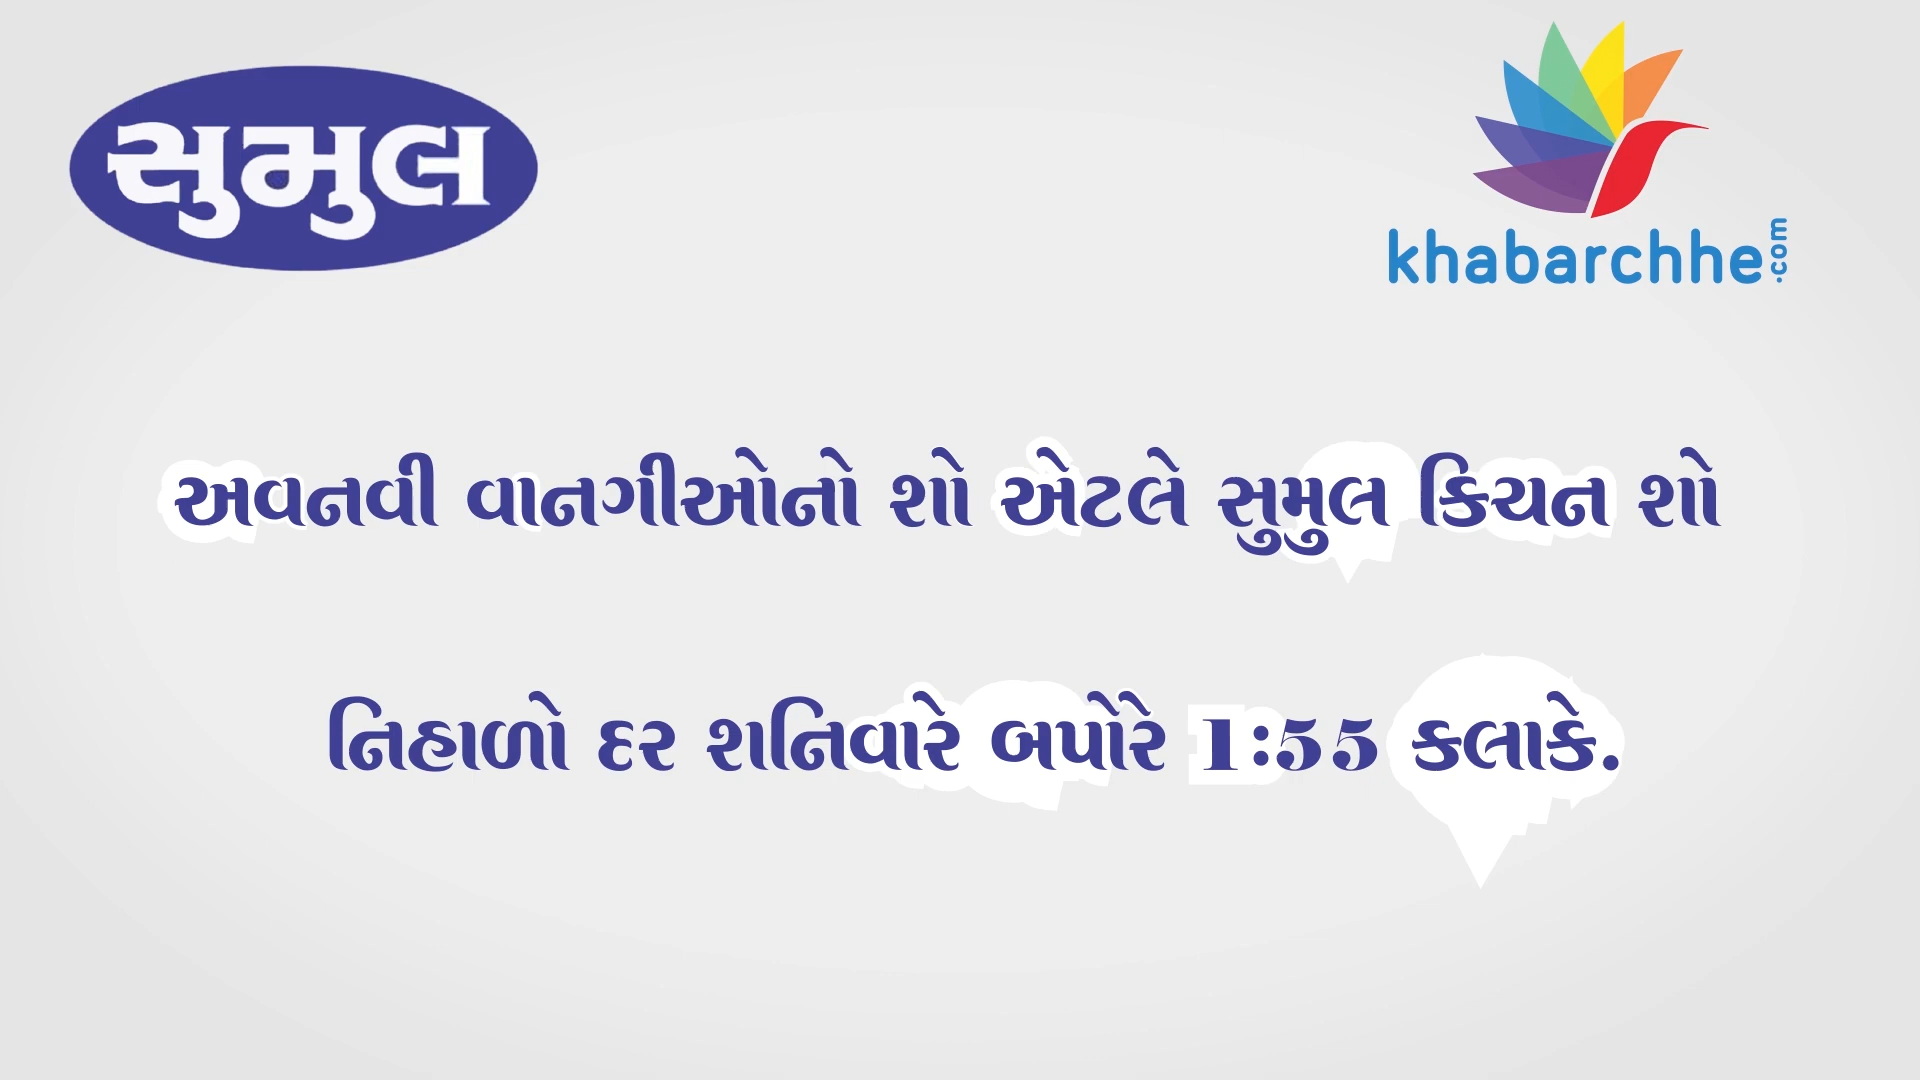 સુમુલ
khabarchhe.com
અવનવી વાનગીઓનો શો એટલે સુમુલ કિચન શો
નિહાળો દર શનિવારે બપોરે 1:55 કલાકે.